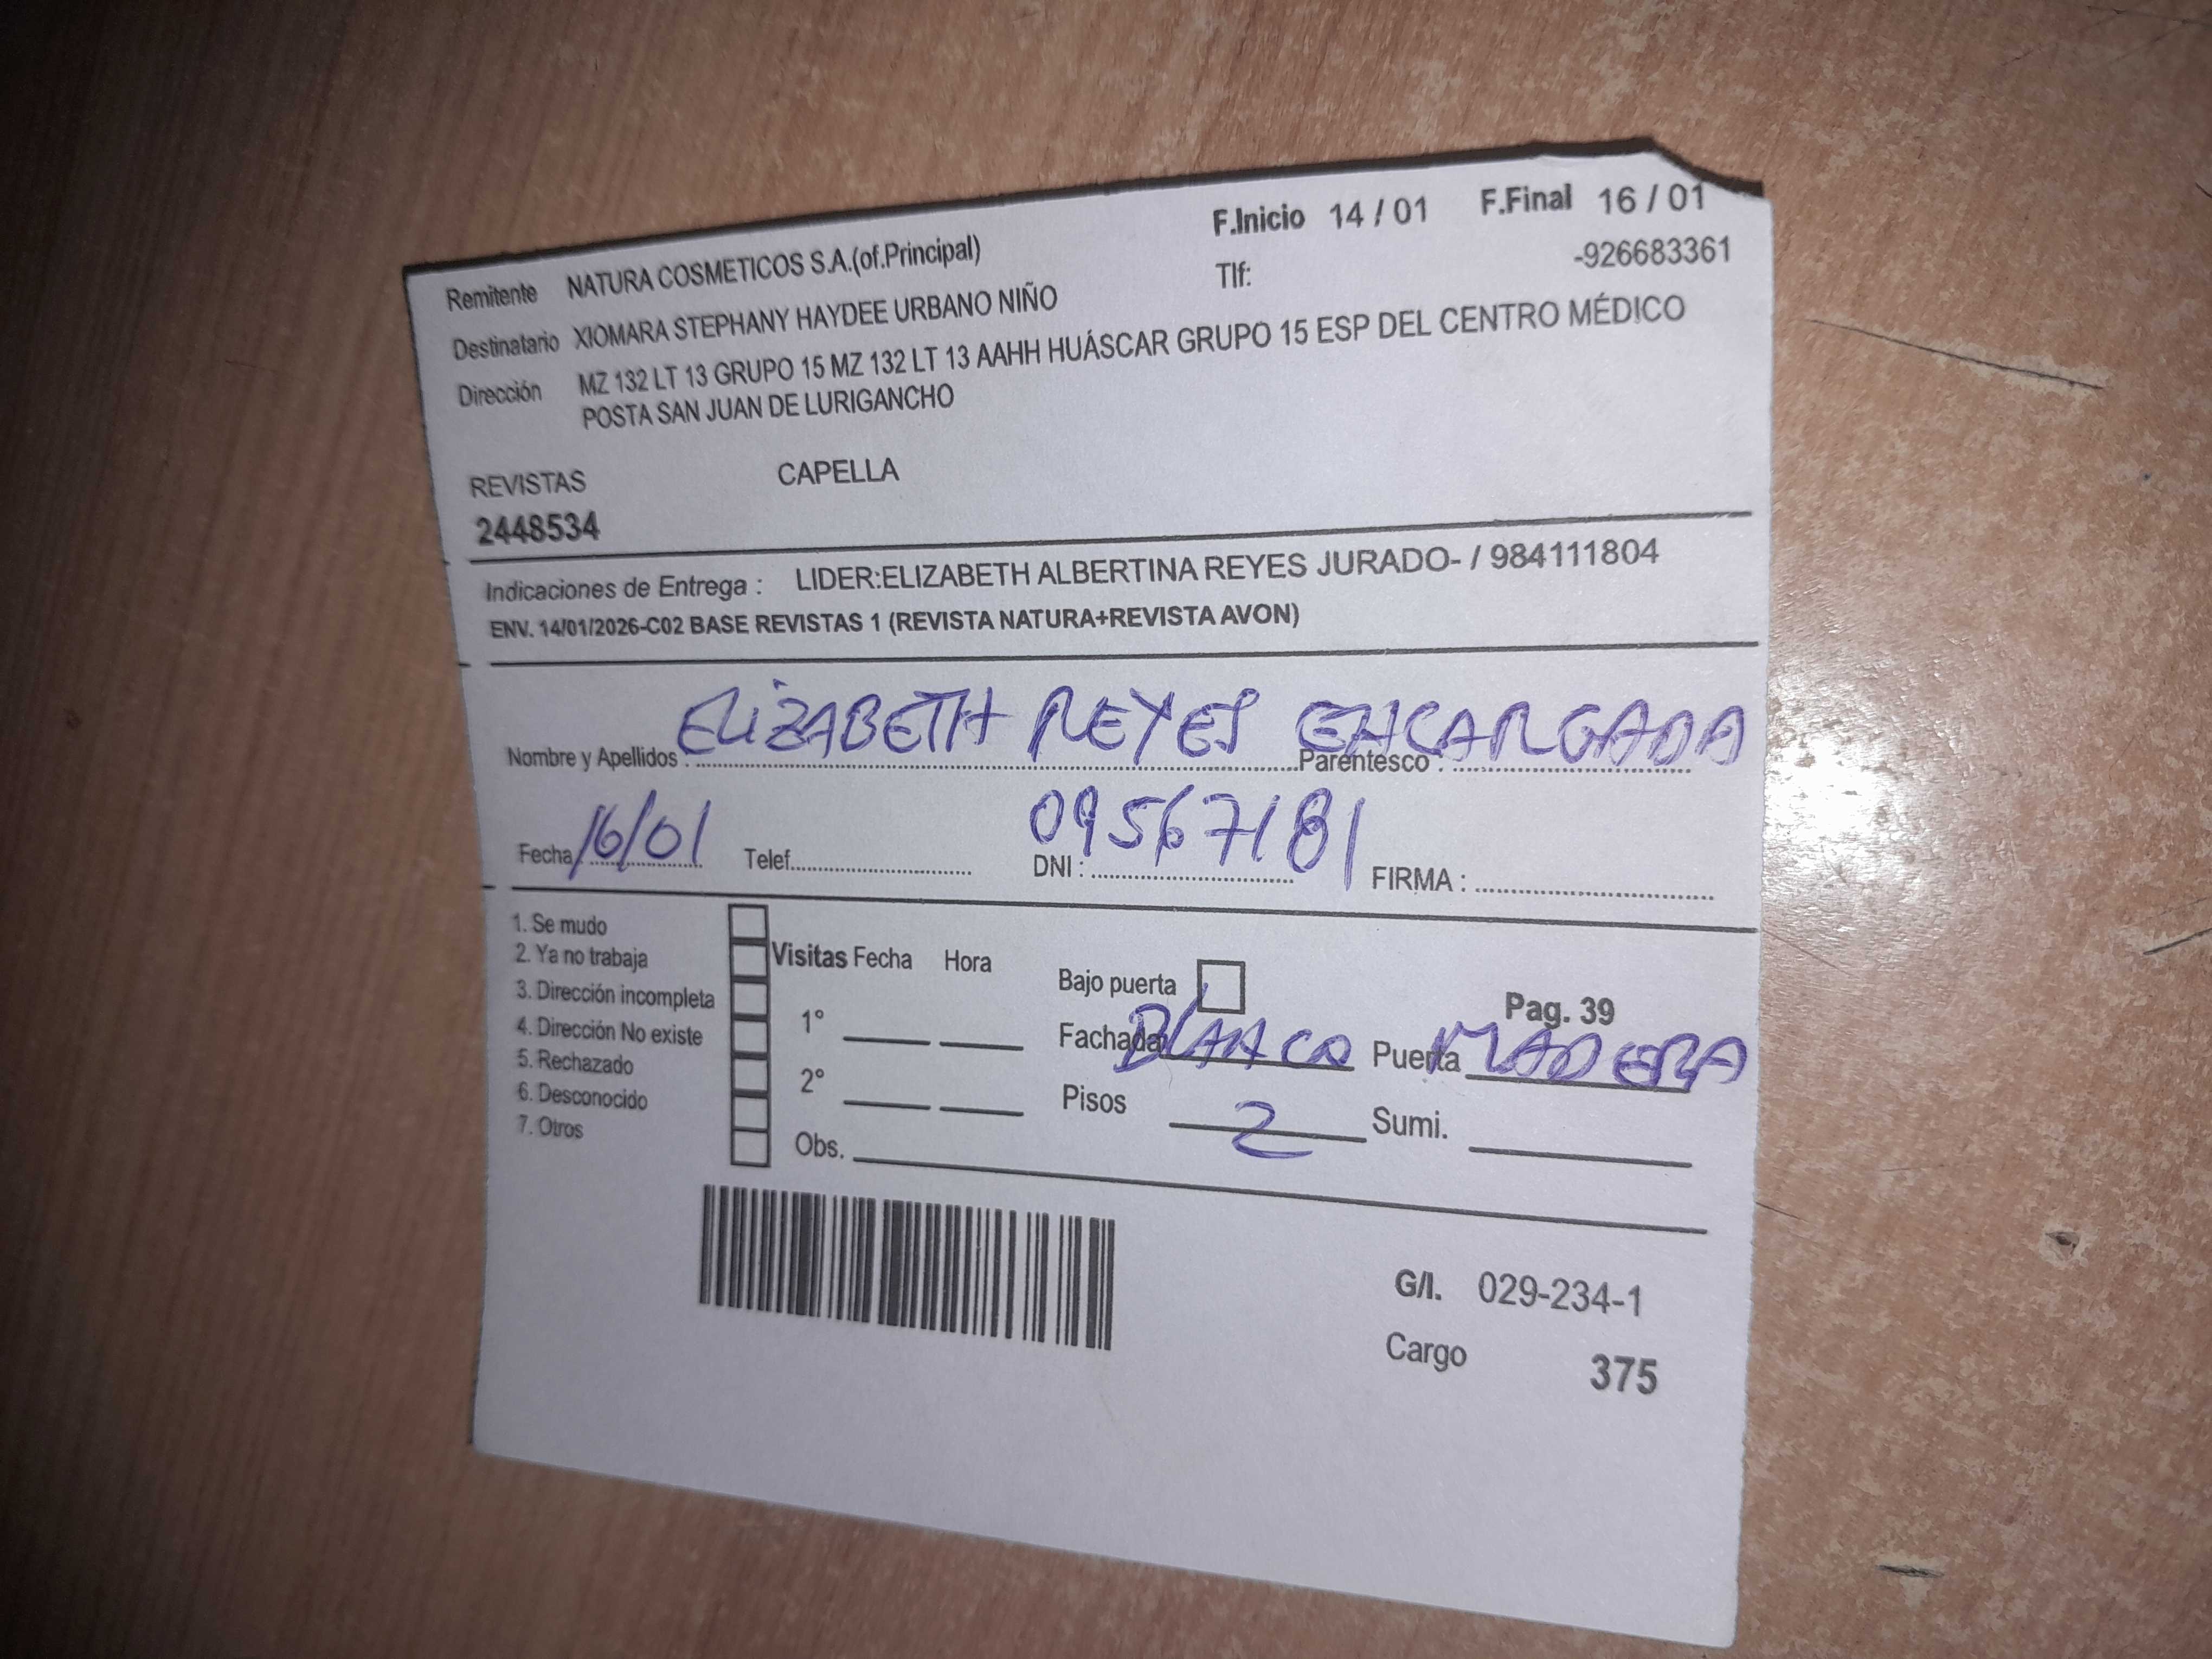 F.Inicio 14 / 01 F.Final 16 / 01
Remitente NATURA COSMETICOS S.A.(of.Principal) Tlf: -926683361
Destinatario XIOMARA STEPHANY HAYDEE URBANO NIÑO
Dirección MZ 132 LT 13 GRUPO 15 MZ 132 LT 13 AAHH HUÁSCAR GRUPO 15 ESP DEL CENTRO MÉDICO
POSTA SAN JUAN DE LURIGANCHO
REVISTAS CAPELLA
2448534
Indicaciones de Entrega : LIDER:ELIZABETH ALBERTINA REYES JURADO- / 984111804
ENV. 14/01/2026-C02 BASE REVISTAS 1 (REVISTA NATURA+REVISTA AVON)
Nombre y Apellidos : ELIZABETH REYES Parentesco : ENCARGADA
Fecha 16/01 Telef. DNI : 09567181 FIRMA :
1. Se mudo
2. Ya no trabaja
3. Dirección incompleta
4. Dirección No existe
5. Rechazado
6. Desconocido
7. Otros
Visitas Fecha Hora
1°
2°
Obs.
Bajo puerta Pag. 39
Fachada BLANCO Puerta MADERA
Pisos 2 Sumi.
G/I. 029-234-1
Cargo 375